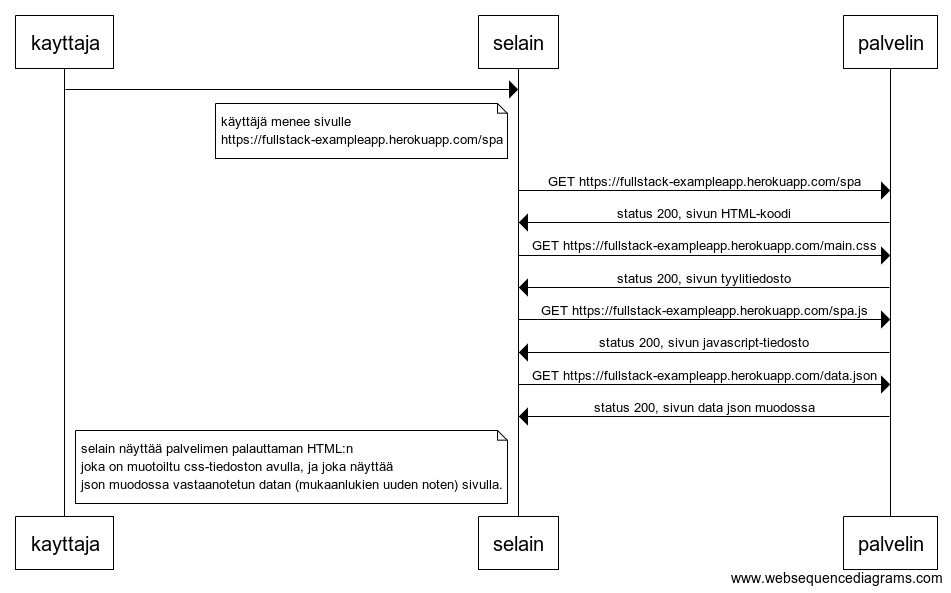 kayttaja
selain
palvelin
käyttäjä menee sivulle
https://fullstack-exampleapp.herokuapp.com/spa
GET https://fullstack-exampleapp.herokuapp.com/spa
status 200, sivun HTML-koodi
GET https://fullstack-exampleapp.herokuapp.com/main.css
status 200, sivun tyylitiedosto
GET https://fullstack-exampleapp.herokuapp.com/spa.js
status 200, sivun javascript-tiedosto
GET https://fullstack-exampleapp.herokuapp.com/data.json
status 200, sivun data json muodossa
selain näyttää palvelimen palauttaman HTML:n
joka on muotoiltu css-tiedoston avulla, ja joka näyttää
json muodossa vastaanotetun datan (mukaanlukien uuden noten) sivulla.
kayttaja
selain
palvelin
www.websequencediagrams.com